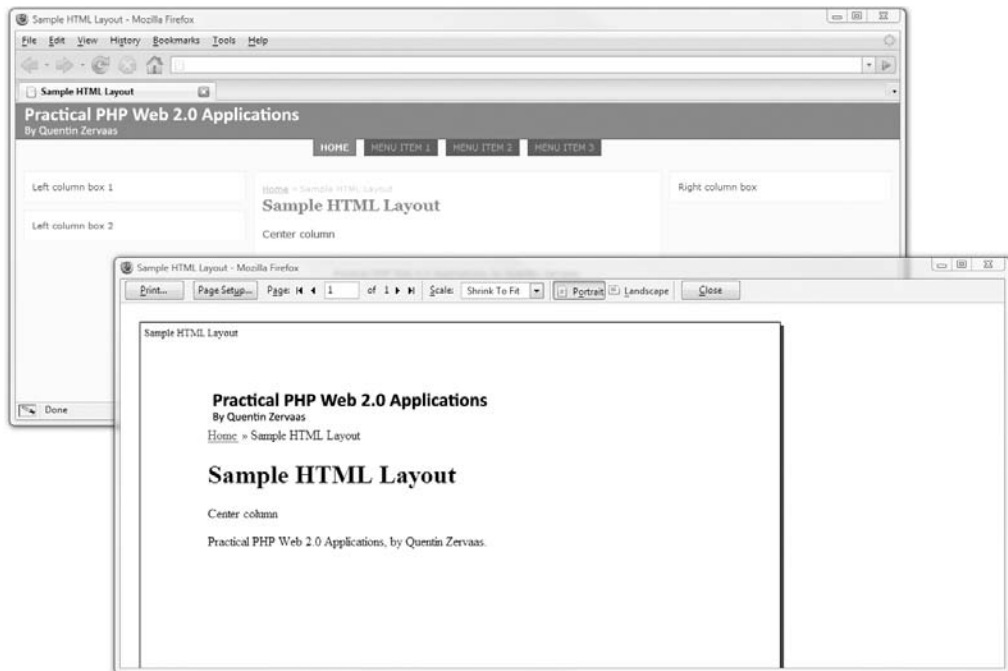 Sample HTML Layout - Mozilla Firefox
File Edit View History Bookmarks Tools Help
Sample HTML Layout
Practical PHP Web 2.0 Applications
By Quentin Zervaas
HOME MENU ITEM 1 MENU ITEM 2 MENU ITEM 3
Left column box 1
Left column box 2
Home » Sample HTML Layout
Sample HTML Layout
Center column
Right column box
Done
Sample HTML Layout - Mozilla Firefox
Print... Page Setup... Page: 1 of 1 Scale: Shrink To Fit Portrait Landscape Close
Sample HTML Layout
Practical PHP Web 2.0 Applications
By Quentin Zervaas
Home » Sample HTML Layout
Sample HTML Layout
Center column
Practical PHP Web 2.0 Applications, by Quentin Zervaas.